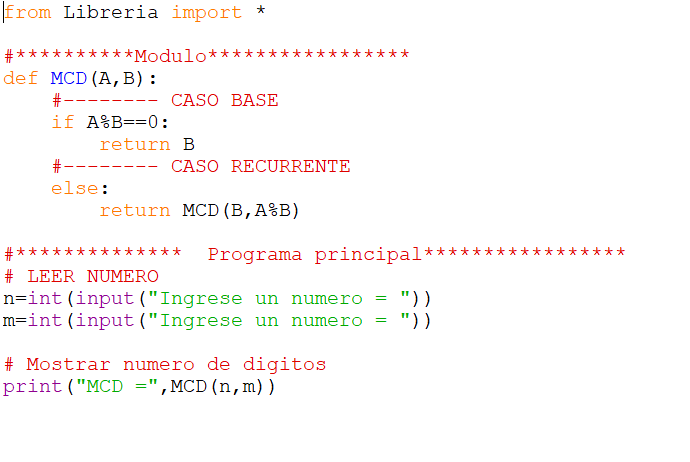 from Libreria import *
#**********Modulo*****************
def MCD(A,B):
    #-------- CASO BASE
    if A%B==0:
        return B
    #-------- CASO RECURRENTE
    else:
        return MCD(B,A%B)
#**************  Programa principal*****************
# LEER NUMERO
n=int(input("Ingrese un numero = "))
m=int(input("Ingrese un numero = "))
# Mostrar numero de digitos
print("MCD =",MCD(n,m))